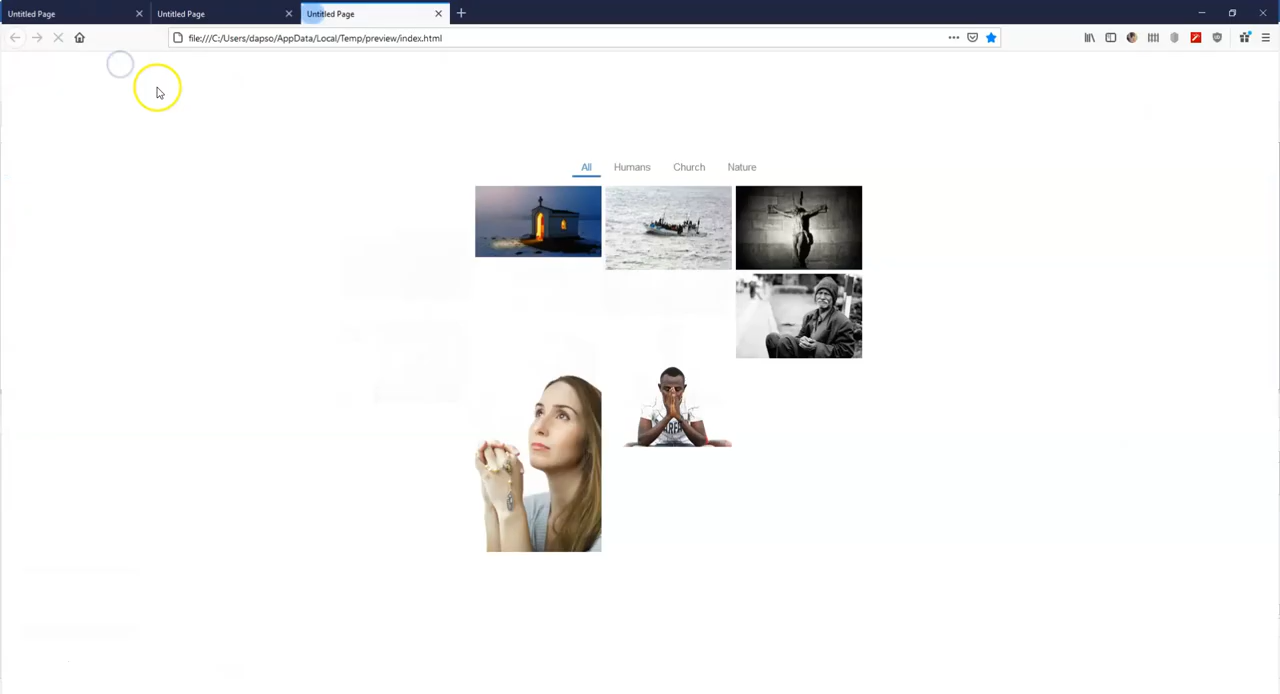 Untitled Page
Untitled Page
Untitled Page
file:///C:/Users/dapso/AppData/Local/Temp/preview/index.html
All
Humans
Church
Nature